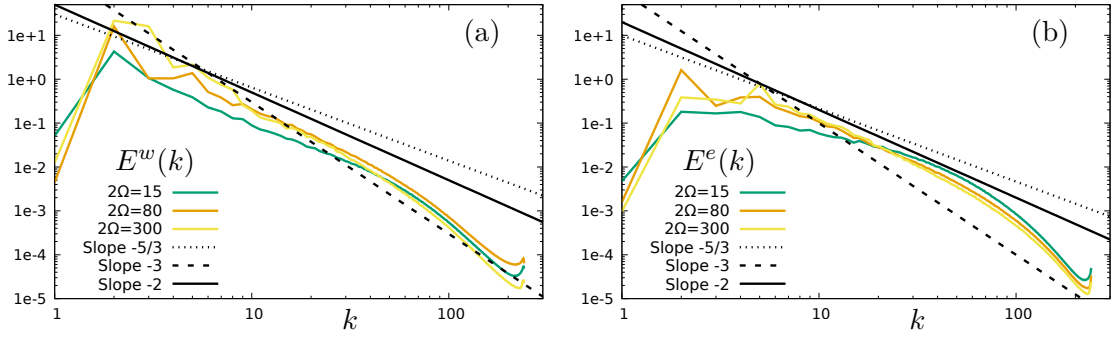 (a)
1e+1
1e+0
1e-1
1e-2
1e-3
1e-4
1e-5
E^w(k)
2Ω=15
2Ω=80
2Ω=300
Slope -5/3
Slope -3
Slope -2
1 10 100
k
(b)
1e+1
1e+0
1e-1
1e-2
1e-3
1e-4
1e-5
E^e(k)
2Ω=15
2Ω=80
2Ω=300
Slope -5/3
Slope -3
Slope -2
1 10 100
k